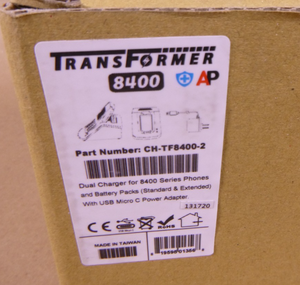 TRANSFORMER
8400
AP
Part Number: CH-TF8400-2
Dual Charger for 8400 Series Phones
and Battery Packs (Standard & Extended)
With USB Micro C Power Adapter
131720
RoHS
MADE IN TAIWAN